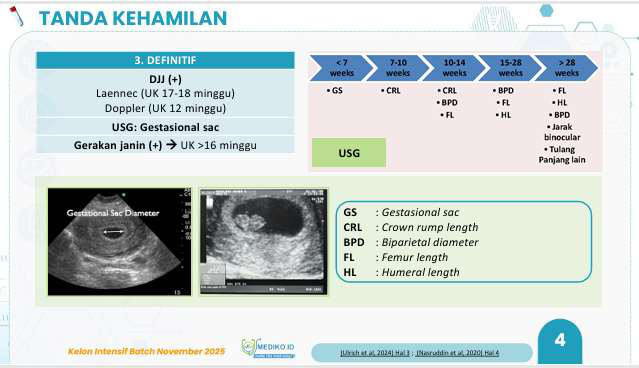 TANDA KEHAMILAN
3. DEFINITIF
DJJ (+)
Laennec (UK 17-18 minggu)
Doppler (UK 12 minggu)
USG: Gestasional sac
Gerakan janin (+) → UK >16 minggu
< 7 weeks
• GS
7-10 weeks
• CRL
10-14 weeks
• CRL
• BPD
• FL
15-28 weeks
• BPD
• FL
• HL
> 28 weeks
• FL
• HL
• BPD
• Jarak binocular
• Tulang Panjang lain
USG
Gestational Sac Diameter
GS : Gestasional sac
CRL : Crown rump length
BPD : Biparietal diameter
FL : Femur length
HL : Humeral length
Kelon Intensif Batch November 2025
MEDIKO.ID
(Ulrich et al, 2024) Hal 3 ; (Nasruddin et al, 2020) Hal 4
4